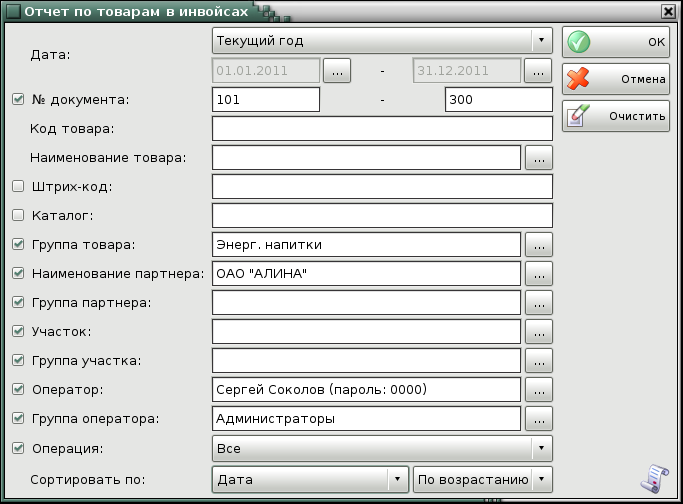 Отчет по товарам в инвойсах
Дата:
Текущий год
01.01.2011 ... - 31.12.2011 ...
№ документа: 101 - 300
Код товара:
Наименование товара: ...
Штрих-код:
Каталог:
Группа товара: Энерг. напитки ...
Наименование партнера: ОАО "АЛИНА" ...
Группа партнера: ...
Участок: ...
Группа участка: ...
Оператор: Сергей Соколов (пароль: 0000) ...
Группа оператора: Администраторы ...
Операция: Все
Сортировать по: Дата По возрастанию
OK
Отмена
Очистить